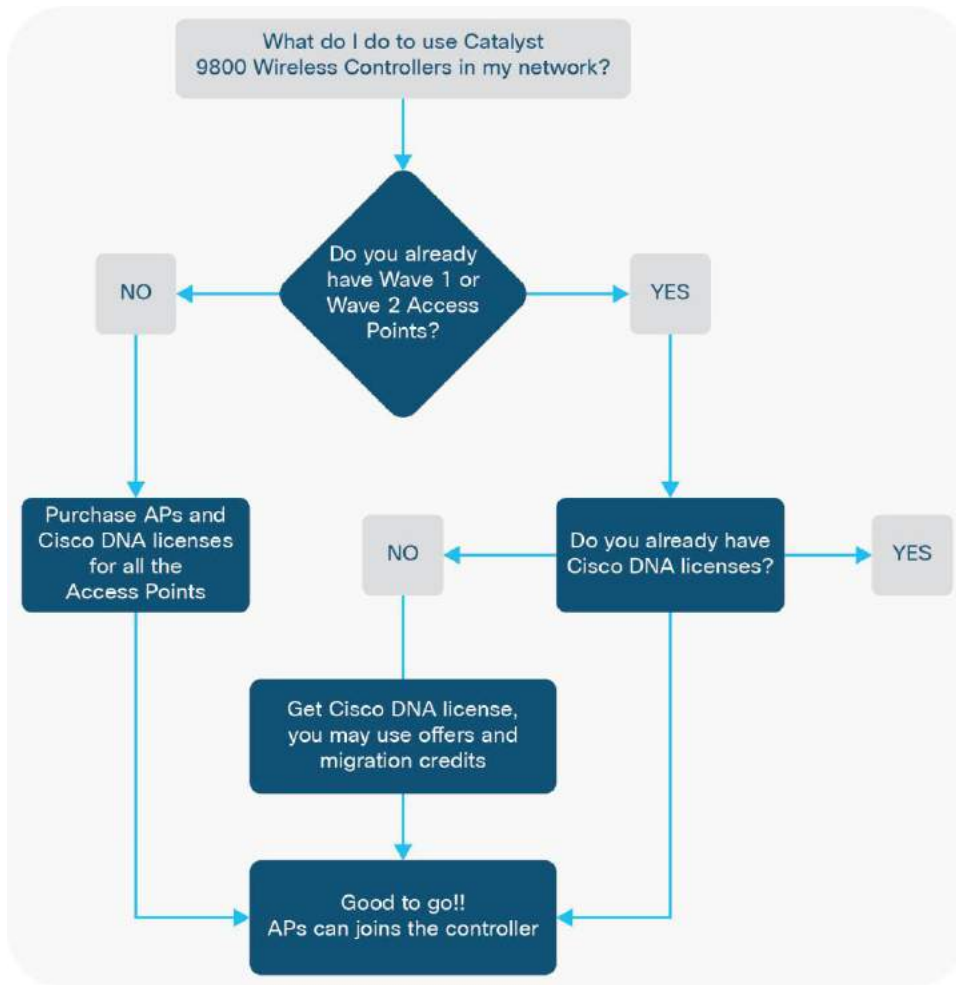 What do I do to use Catalyst
9800 Wireless Controllers in my network?
Do you already
have Wave 1 or
Wave 2 Access
Points?
NO
YES
Purchase APs and
Cisco DNA licenses
for all the
Access Points
NO
Do you already have
Cisco DNA licenses?
YES
Get Cisco DNA license,
you may use offers and
migration credits
Good to go!!
APs can joins the controller